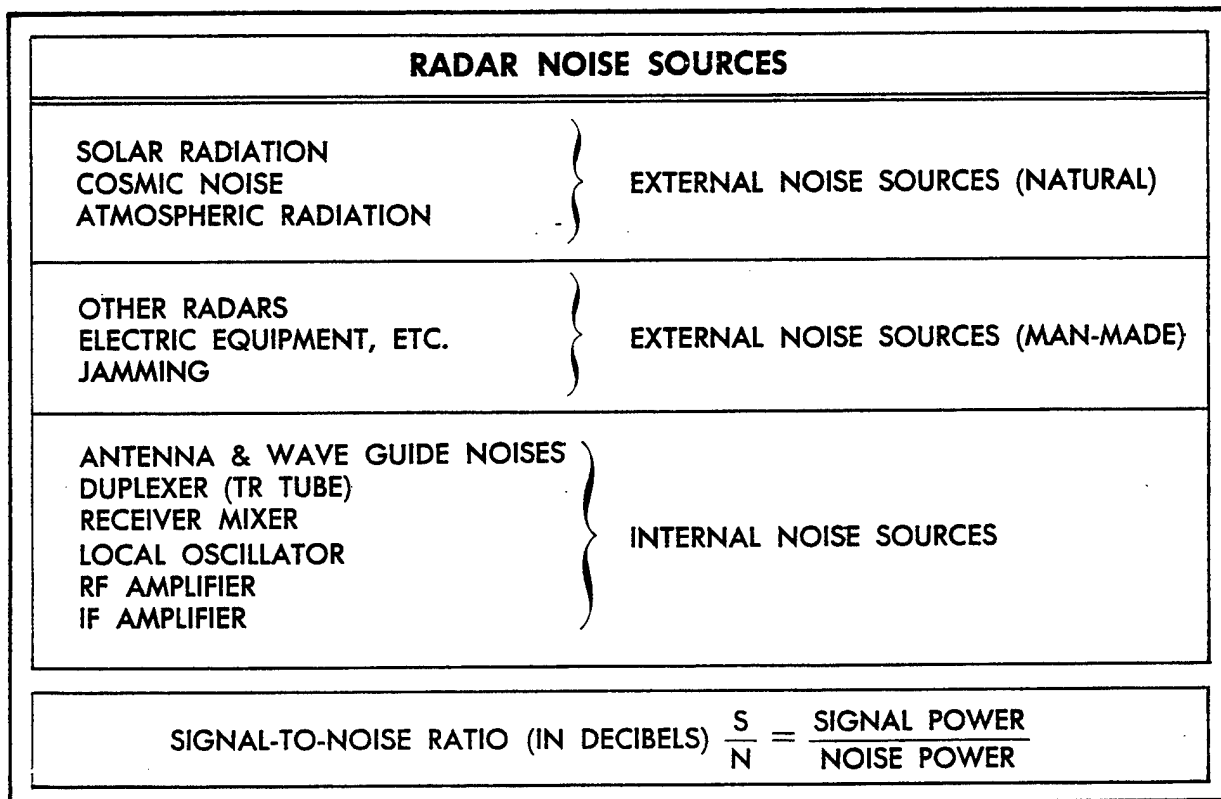 RADAR NOISE SOURCES
SOLAR RADIATION
COSMIC NOISE
ATMOSPHERIC RADIATION
EXTERNAL NOISE SOURCES (NATURAL)
OTHER RADARS
ELECTRIC EQUIPMENT, ETC.
JAMMING
EXTERNAL NOISE SOURCES (MAN-MADE)
ANTENNA & WAVE GUIDE NOISES
DUPLEXER (TR TUBE)
RECEIVER MIXER
LOCAL OSCILLATOR
RF AMPLIFIER
IF AMPLIFIER
INTERNAL NOISE SOURCES
SIGNAL-TO-NOISE RATIO (IN DECIBELS) S/N = SIGNAL POWER/NOISE POWER